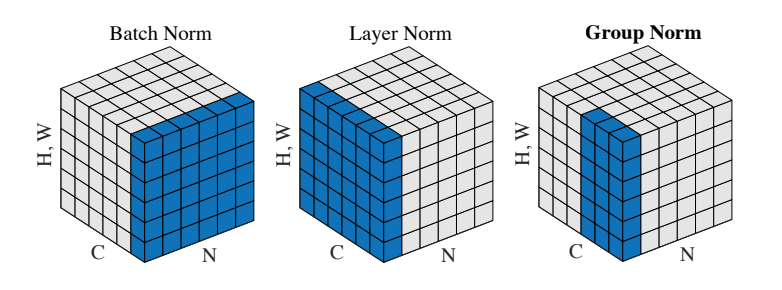 Batch Norm
Layer Norm
Group Norm
H, W
C
N
H, W
C
N
H, W
C
N